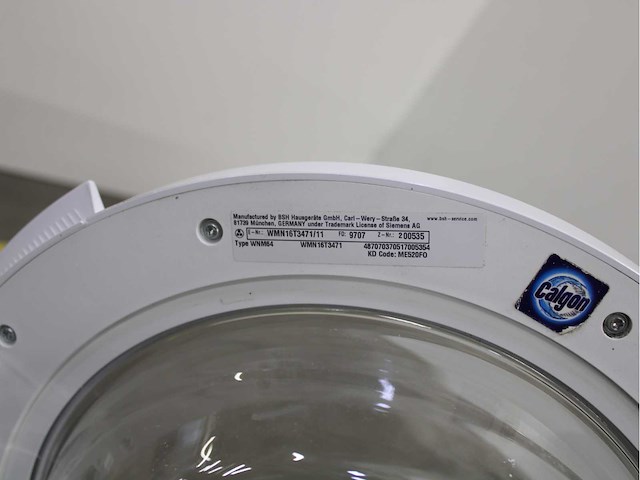 Manufactured by BSH Hausgeräte GmbH, Carl-Wery-Straße 34, www.bsh-service.com
81739 München, GERMANY under Trademark License of Siemens AG
E-Nr.: WMN16T3471/11 FD: 9707 Z-Nr.: 200535
Type WNM64 WMN16T3471 487070370517005354
KD Code: ME520FO
Calgon